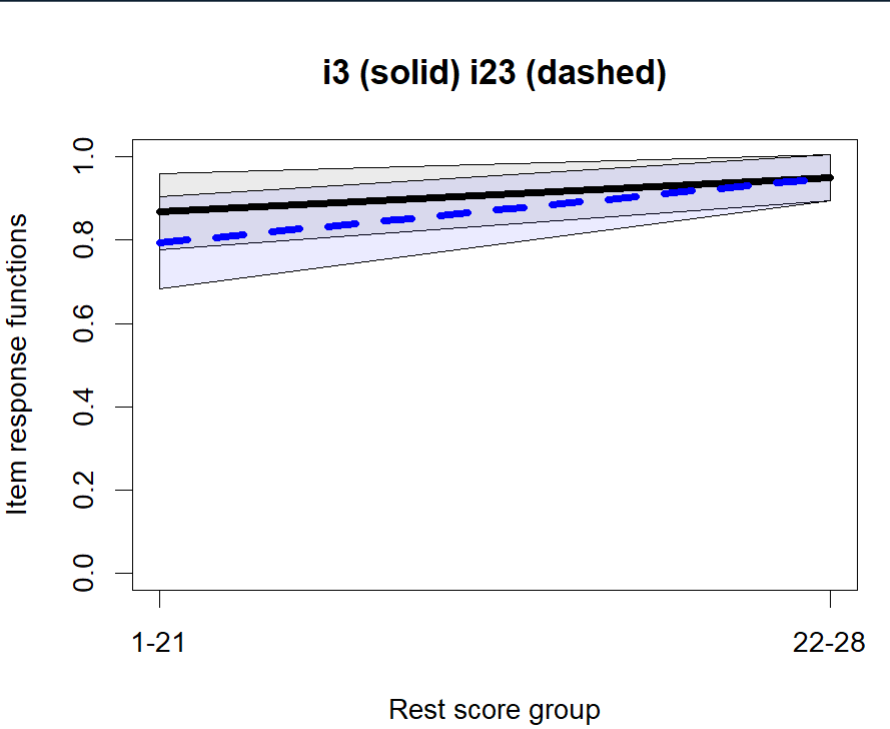 i3 (solid) i23 (dashed)
Item response functions
1.0
0.8
0.6
0.4
0.2
0.0
1-21 22-28
Rest score group